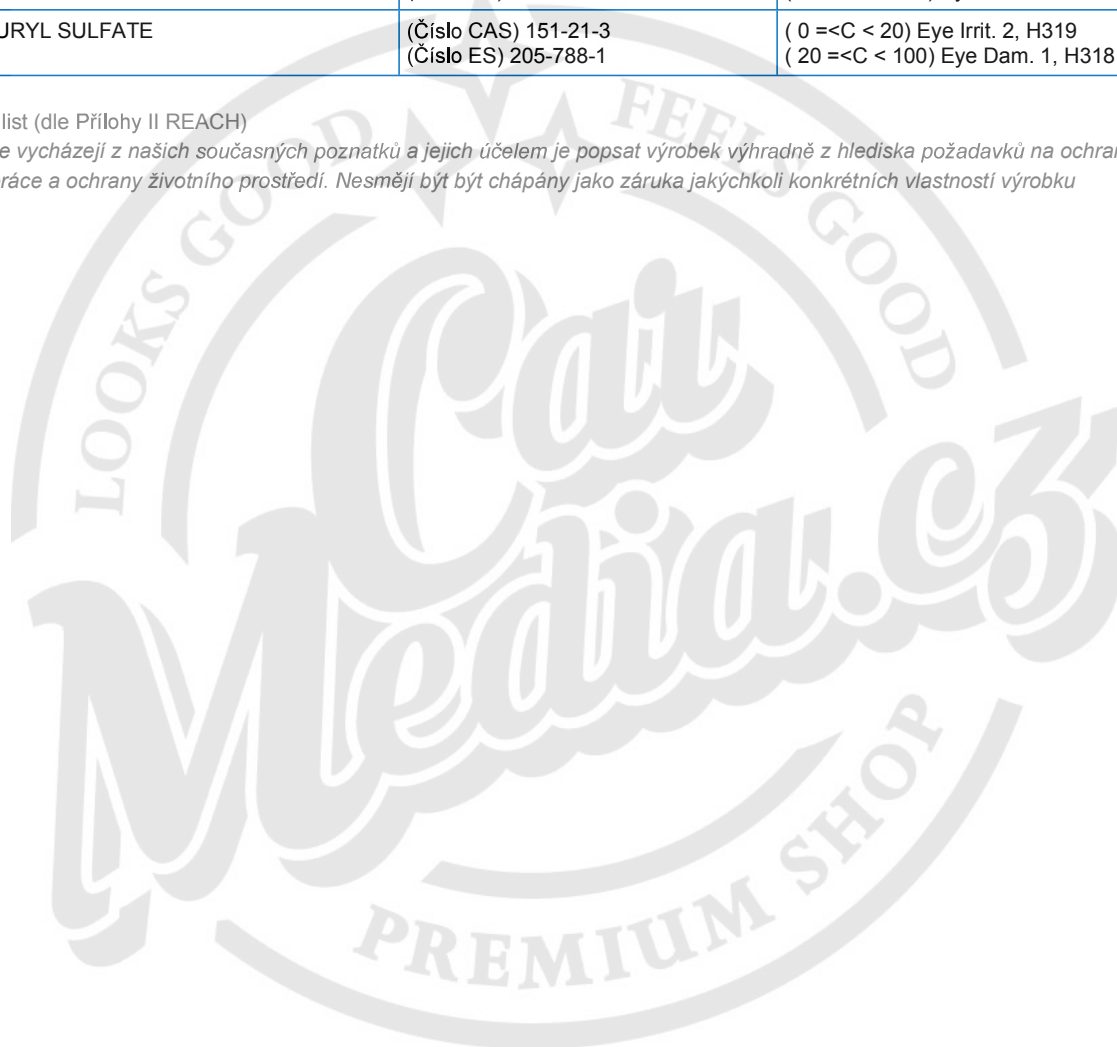 URYL SULFATE (Číslo CAS) 151-21-3 ( 0 =<C < 20) Eye Irrit. 2, H319
(Číslo ES) 205-788-1 ( 20 =<C < 100) Eye Dam. 1, H318
list (dle Přílohy II REACH)
e vycházejí z našich současných poznatků a jejich účelem je popsat výrobek výhradně z hlediska požadavků na ochran
práce a ochrany životního prostředí. Nesmějí být být chápány jako záruka jakýchkoli konkrétních vlastností výrobku
LOOKS GOOD FEELS GOOD
Car
Media.cz
PREMIUM SHOP